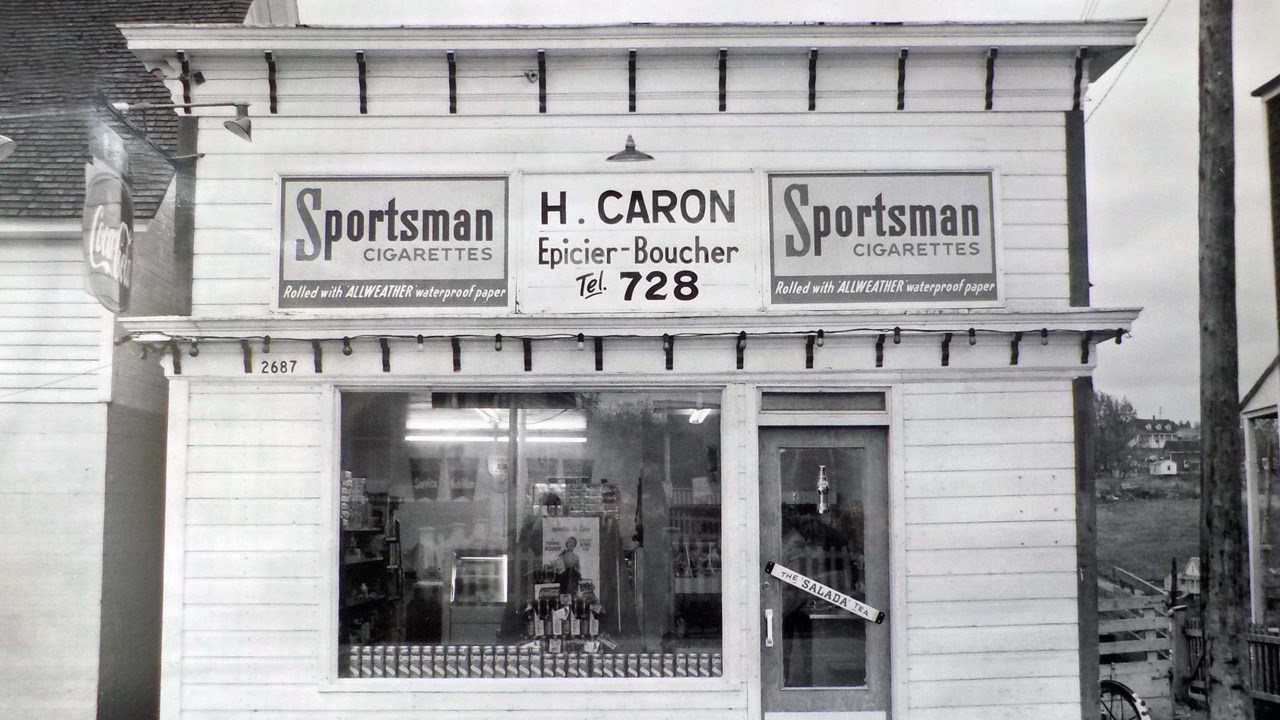 Sportsman
CIGARETTES
Rolled with "ALLWEATHER" waterproof paper
H. CARON
Epicier-Boucher
Tel. 728
Sportsman
CIGARETTES
Rolled with "ALLWEATHER" waterproof paper
Coca-Cola
2687
THE "SALADA" TEA